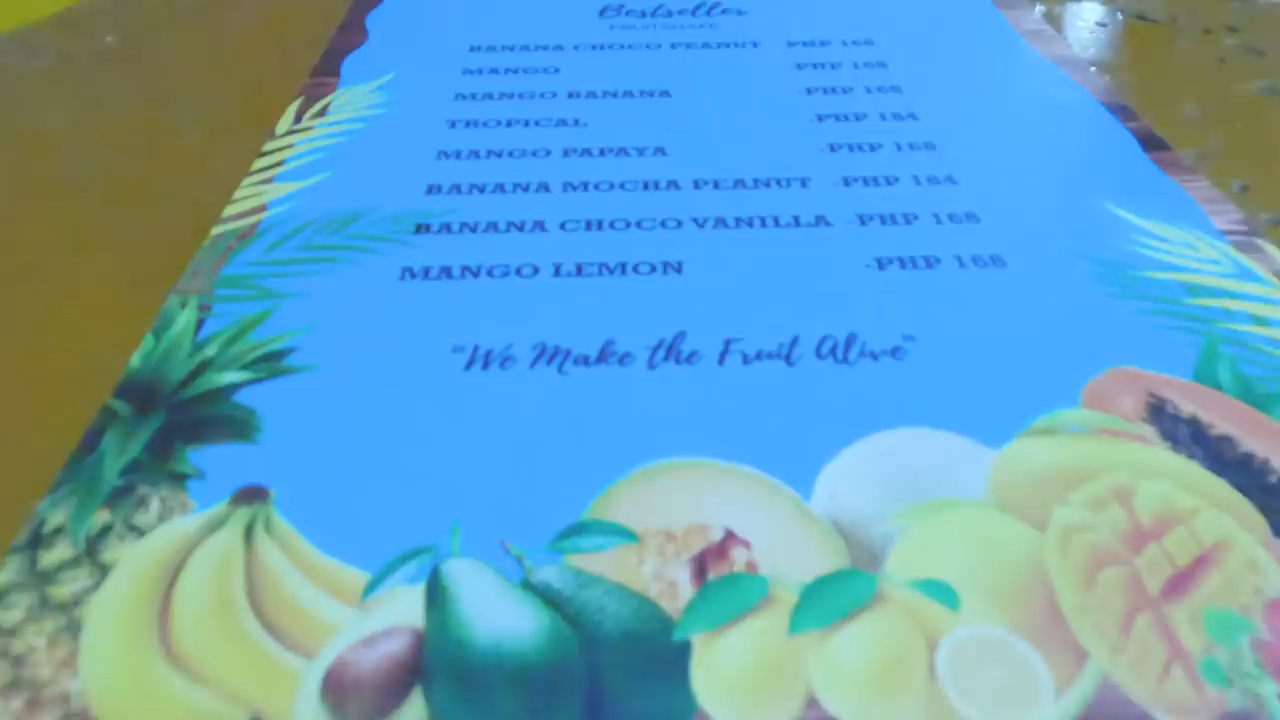 Bestseller
FRUITSHAKE
BANANA CHOCO PEANUT -PHP 168
MANGO -PHP 168
MANGO BANANA -PHP 168
TROPICAL -PHP 184
MANGO PAPAYA -PHP 168
BANANA MOCHA PEANUT -PHP 184
BANANA CHOCO VANILLA -PHP 168
MANGO LEMON -PHP 168
"We Make the Fruit Alive"